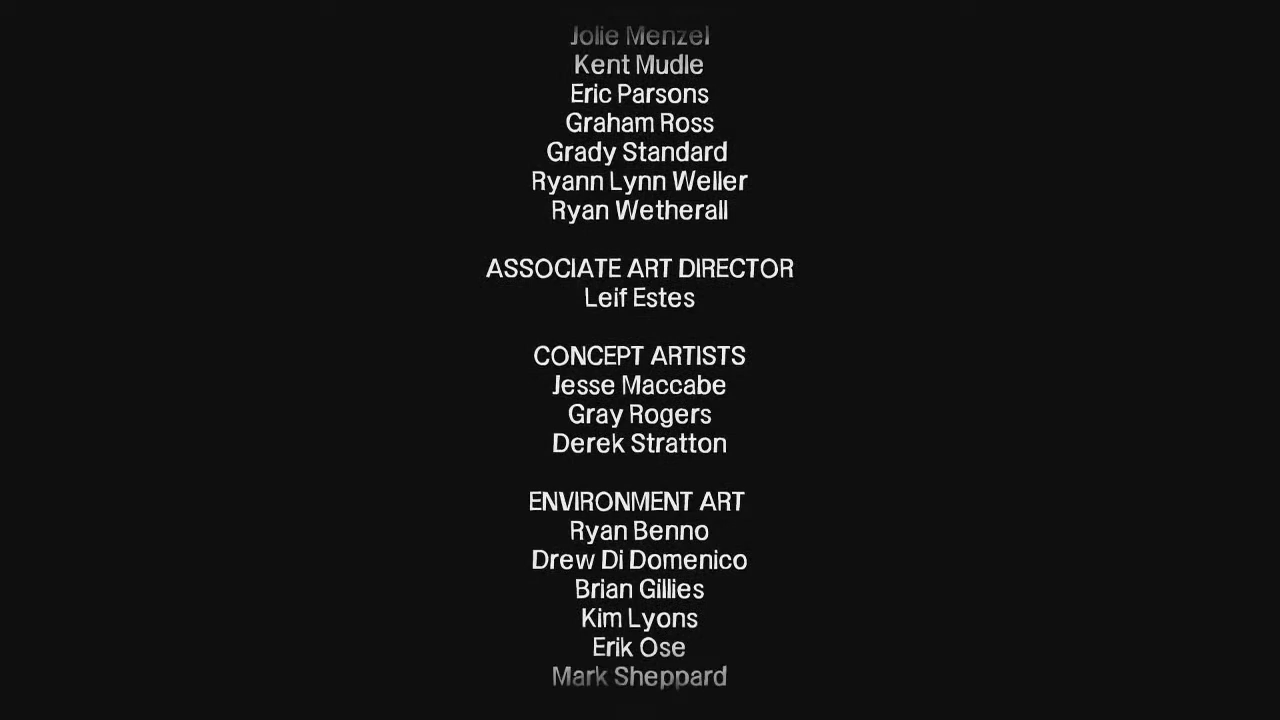 Jolie Menzel
Kent Mudle
Eric Parsons
Graham Ross
Grady Standard
Ryann Lynn Weller
Ryan Wetherall
ASSOCIATE ART DIRECTOR
Leif Estes
CONCEPT ARTISTS
Jesse Maccabe
Gray Rogers
Derek Stratton
ENVIRONMENT ART
Ryan Benno
Drew Di Domenico
Brian Gillies
Kim Lyons
Erik Ose
Mark Sheppard